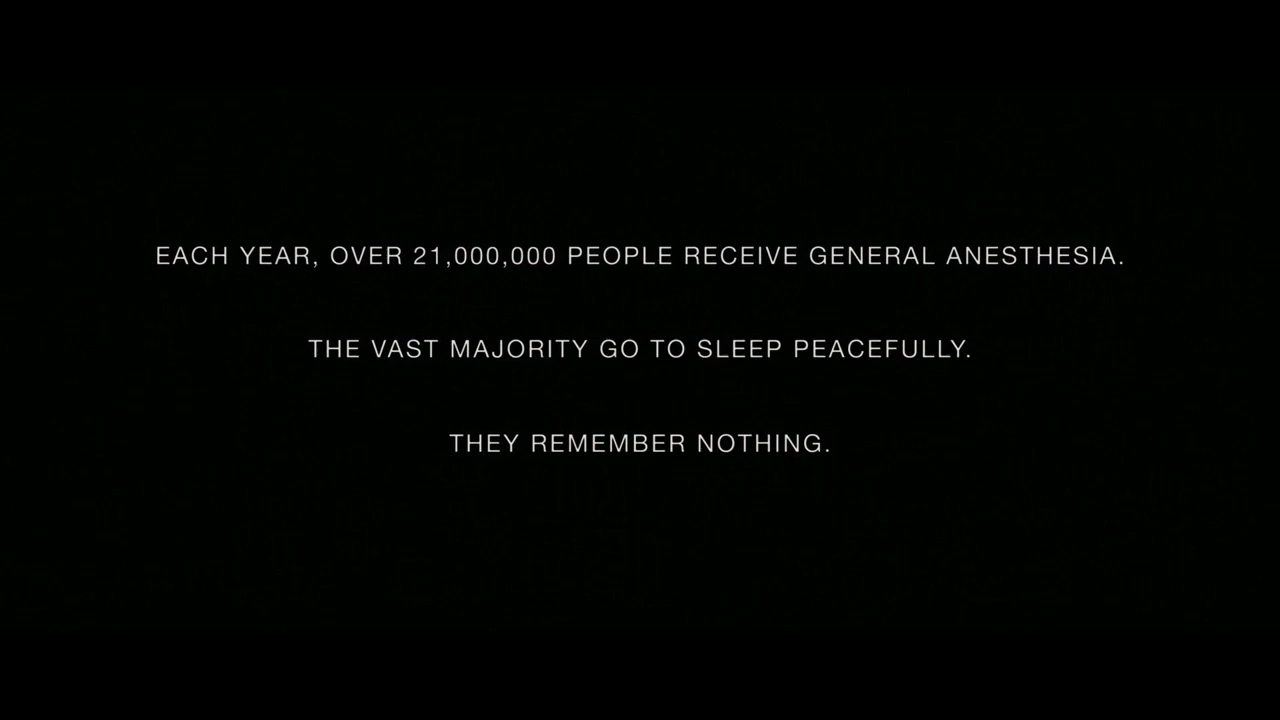 EACH YEAR, OVER 21,000,000 PEOPLE RECEIVE GENERAL ANESTHESIA.
THE VAST MAJORITY GO TO SLEEP PEACEFULLY.
THEY REMEMBER NOTHING.